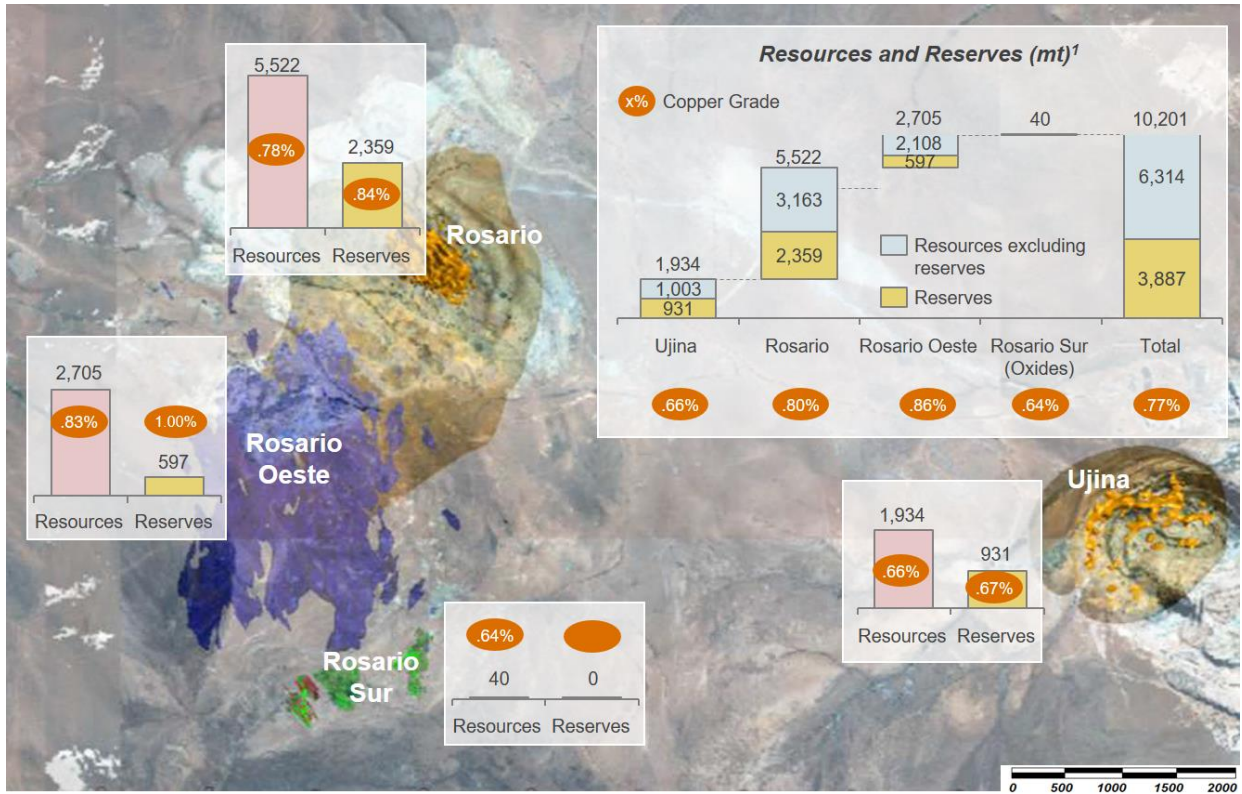 5,522
.78%
2,359
.84%
Resources Reserves
Rosario
Resources and Reserves (mt)¹
x% Copper Grade
1,934
1,003
931
5,522
3,163
2,359
2,705
2,108
597
40
10,201
6,314
3,887
Resources excluding
reserves
Reserves
Ujina Rosario Rosario Oeste Rosario Sur Total
(Oxides)
.66% .80% .86% .64% .77%
2,705
.83% 1.00%
597
Resources Reserves
Rosario
Oeste
Ujina
1,934
.66%
931
.67%
Resources Reserves
Rosario
Sur
.64%
40 0
Resources Reserves
0 500 1000 1500 2000